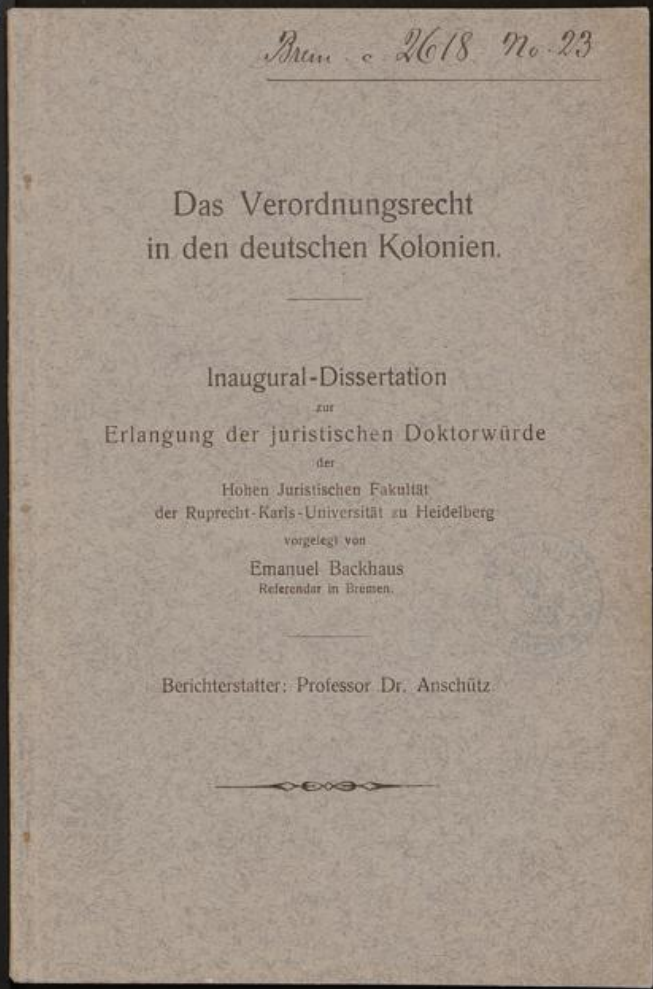 Brem. c. 2618 No. 23
Das Verordnungsrecht
in den deutschen Kolonien.
Inaugural-Dissertation
zur
Erlangung der juristischen Doktorwürde
der
Hohen Juristischen Fakultät
der Ruprecht-Karls-Universität zu Heidelberg
vorgelegt von
Emanuel Backhaus
Referendar in Bremen.
Berichterstatter: Professor Dr. Anschütz.